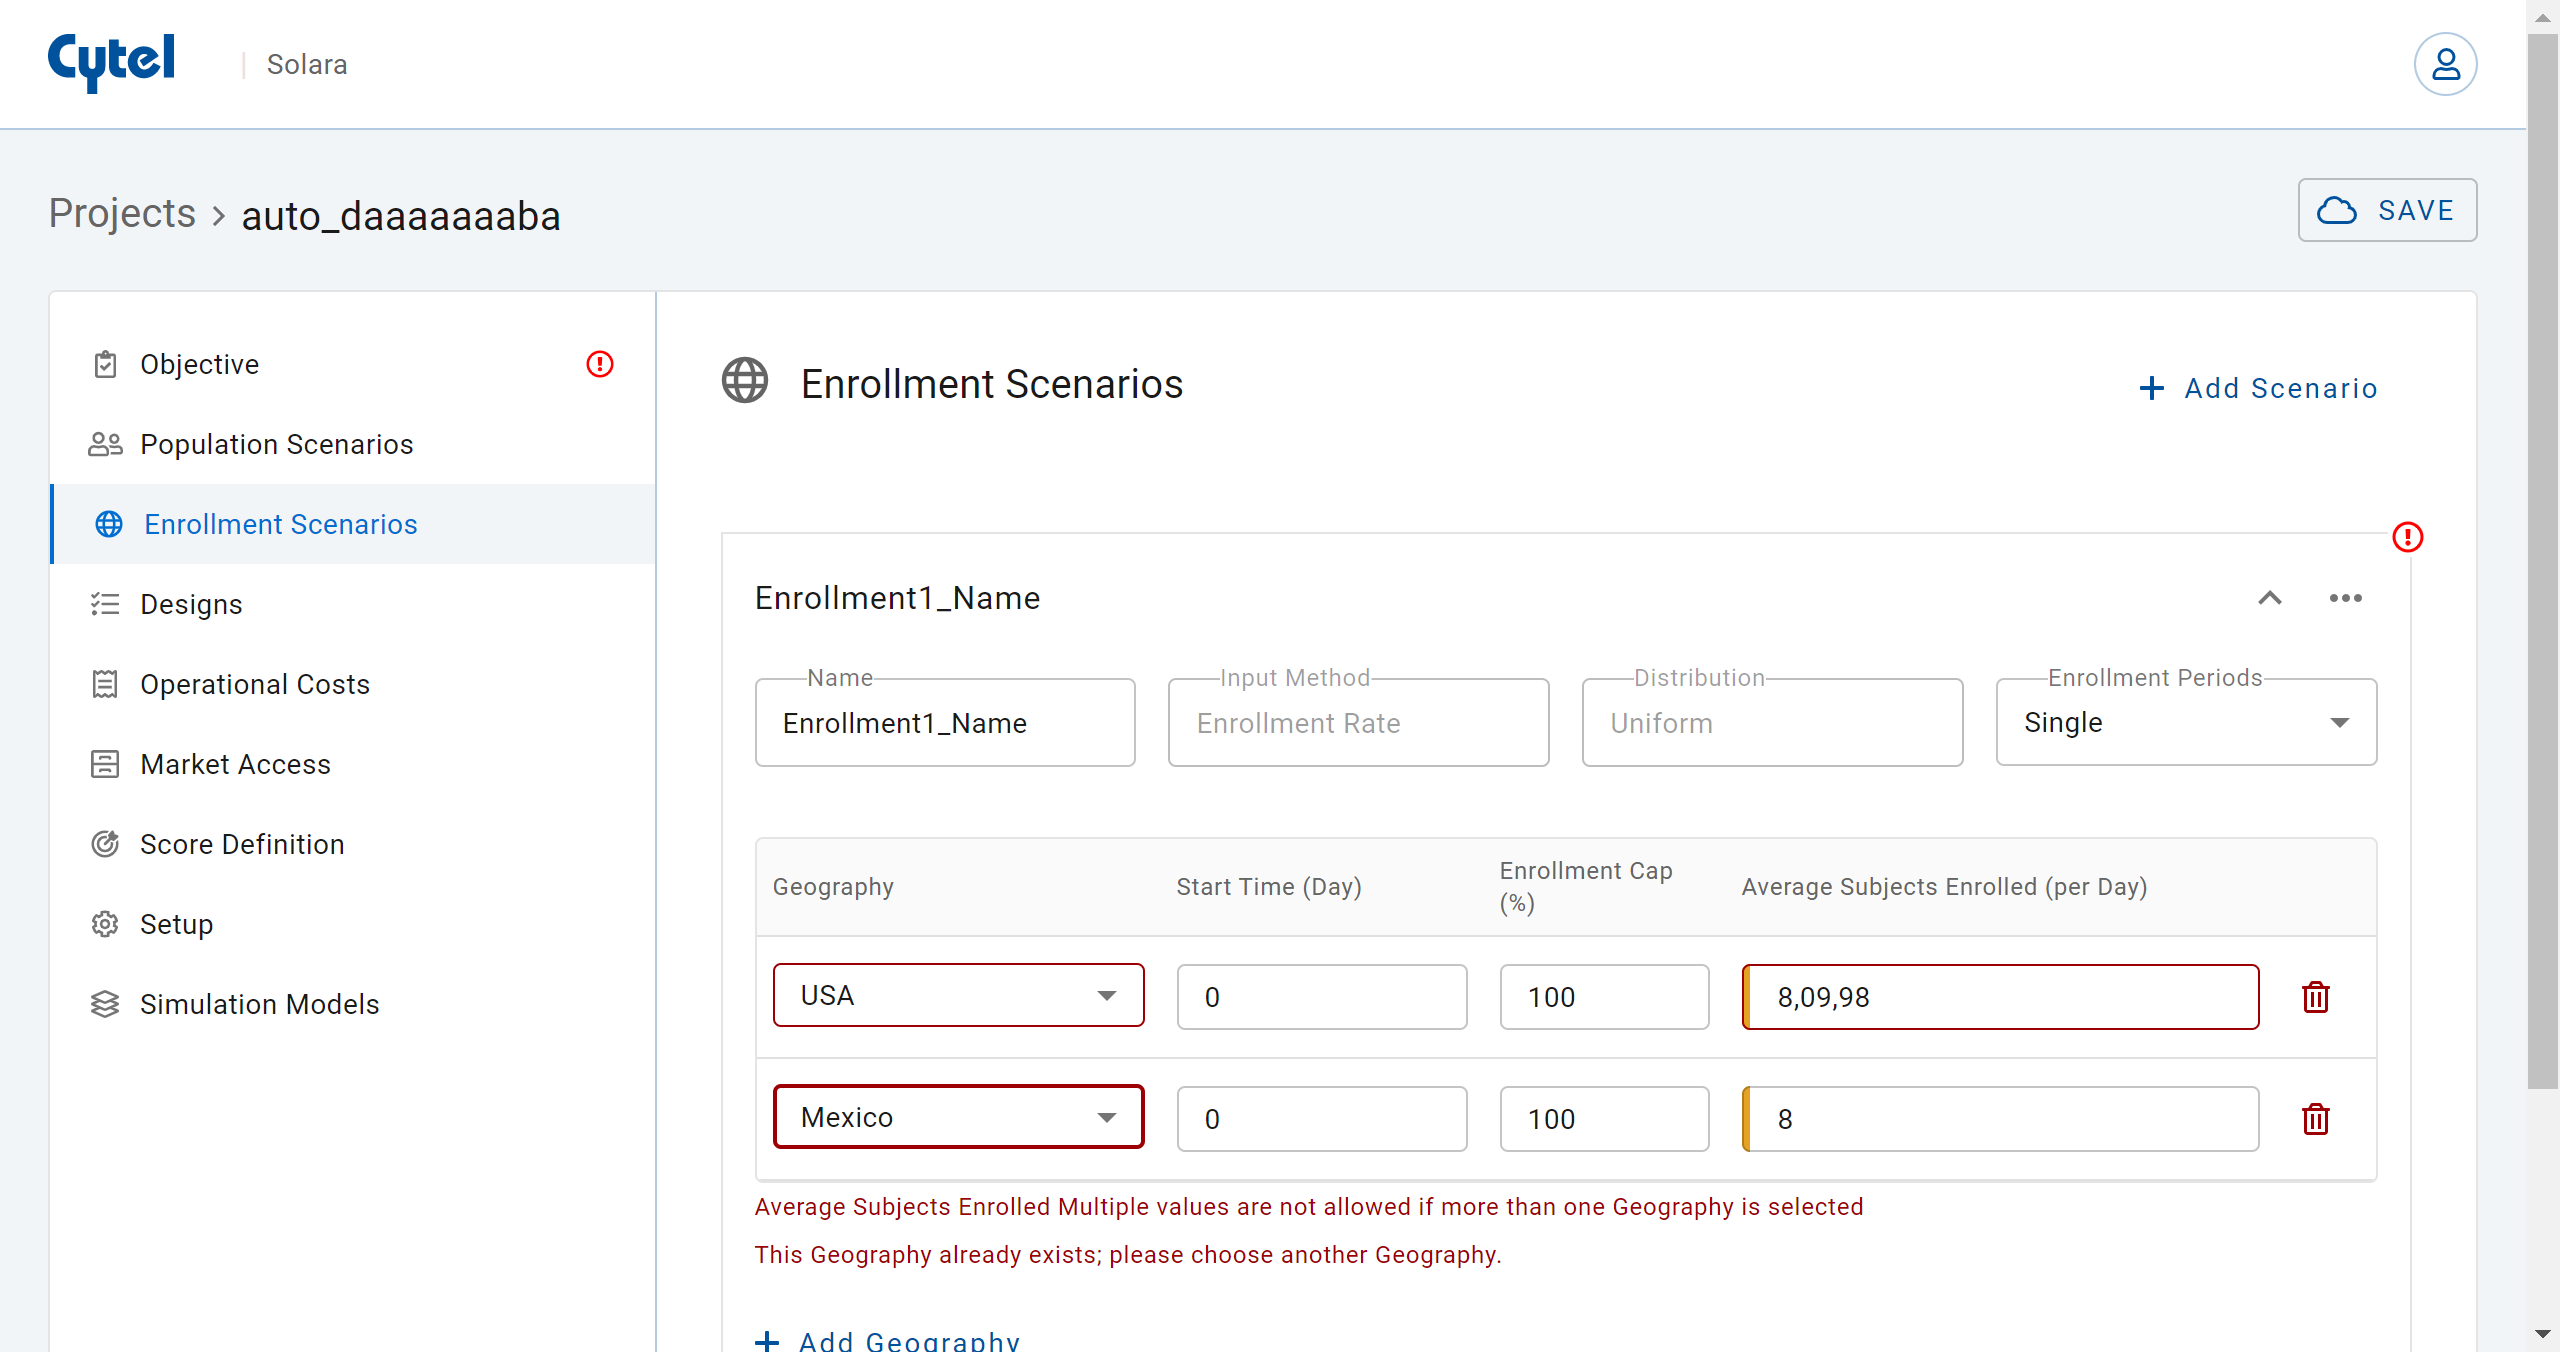 Cytel
Solara
Projects > auto_daaaaaaaba
SAVE
Objective
Population Scenarios
Enrollment Scenarios
Designs
Operational Costs
Market Access
Score Definition
Setup
Simulation Models
Enrollment Scenarios
+ Add Scenario
Enrollment1_Name
Name
Input Method
Distribution
Enrollment Periods
Enrollment1_Name
Enrollment Rate
Uniform
Single
Geography
Start Time (Day)
Enrollment Cap
(%)
Average Subjects Enrolled (per Day)
USA
0
100
8,09,98
Mexico
0
100
8
Average Subjects Enrolled Multiple values are not allowed if more than one Geography is selected
This Geography already exists; please choose another Geography.
+ Add Geography